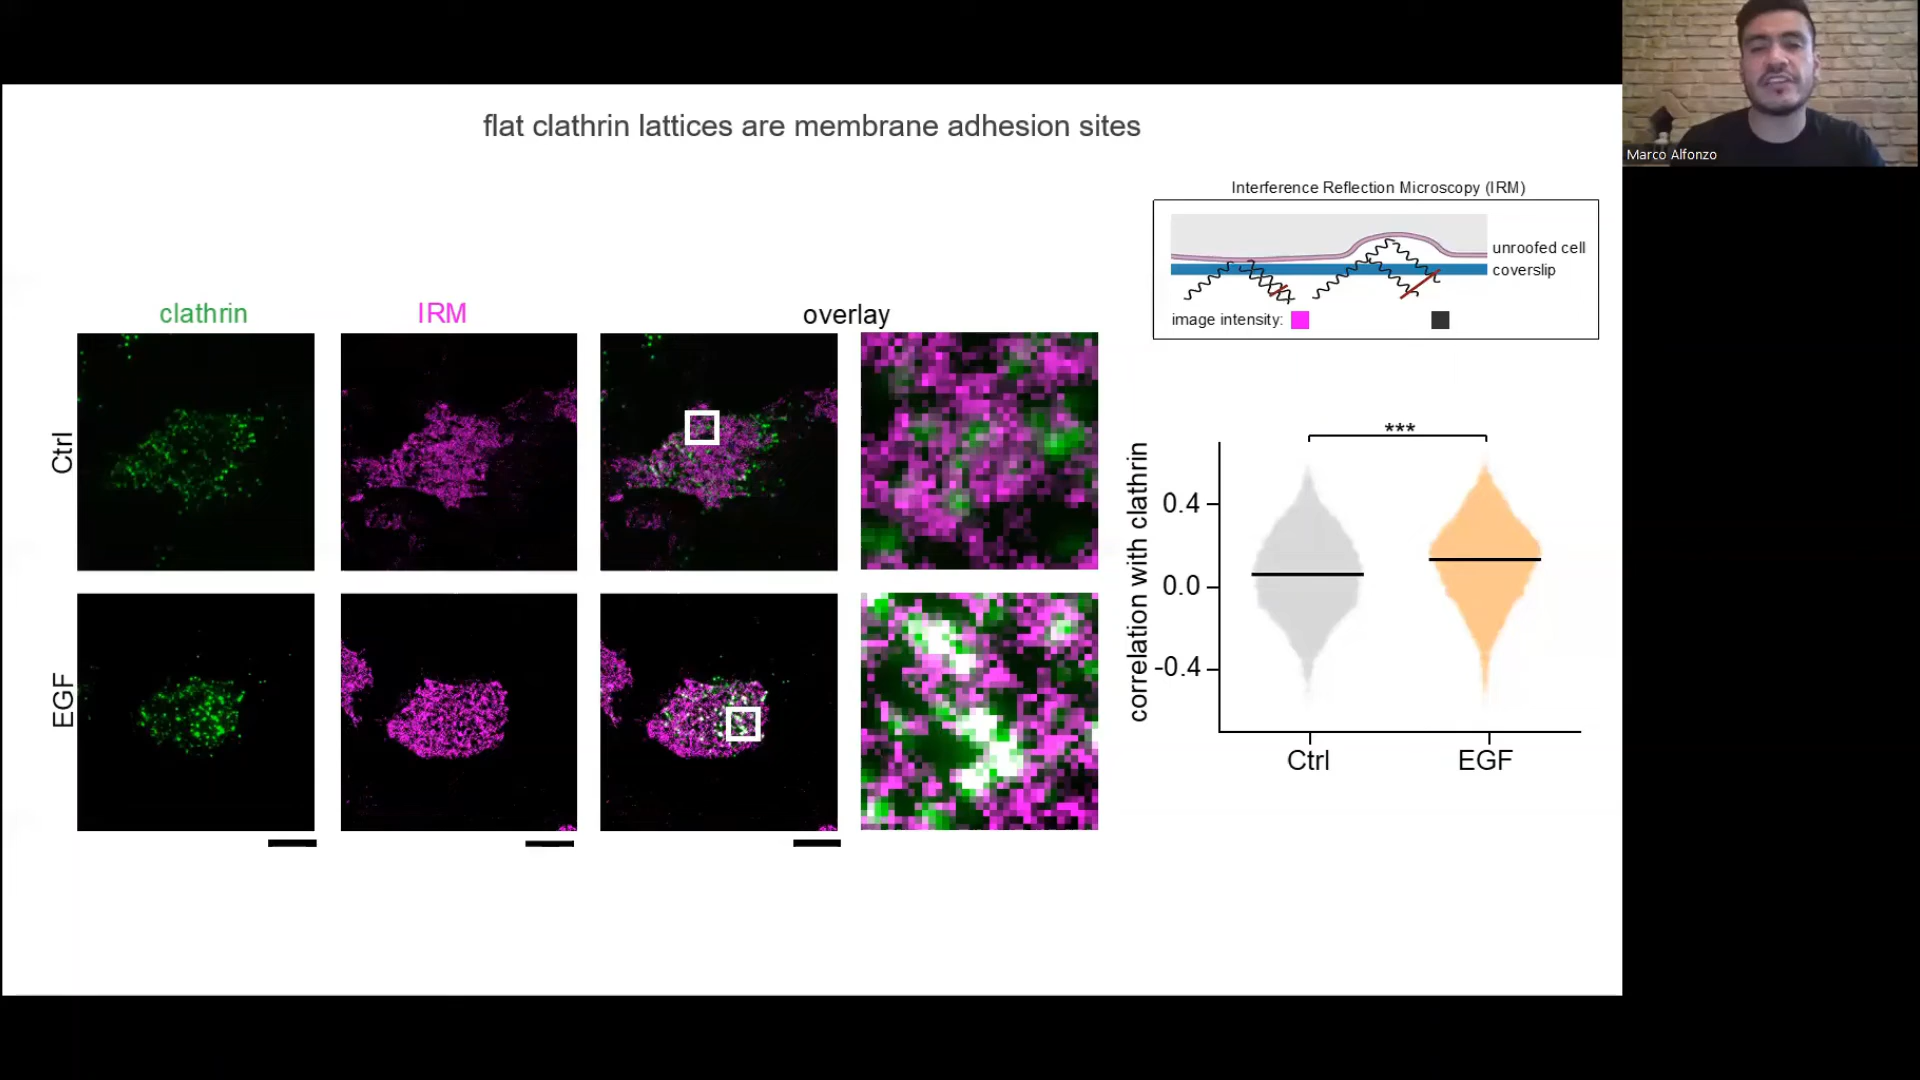 flat clathrin lattices are membrane adhesion sites
Marco Alfonzo
Interference Reflection Microscopy (IRM)
unroofed cell
coverslip
image intensity:
clathrin
IRM
overlay
Ctrl
EGF
***
correlation with clathrin
0.4
0.0
-0.4
Ctrl
EGF